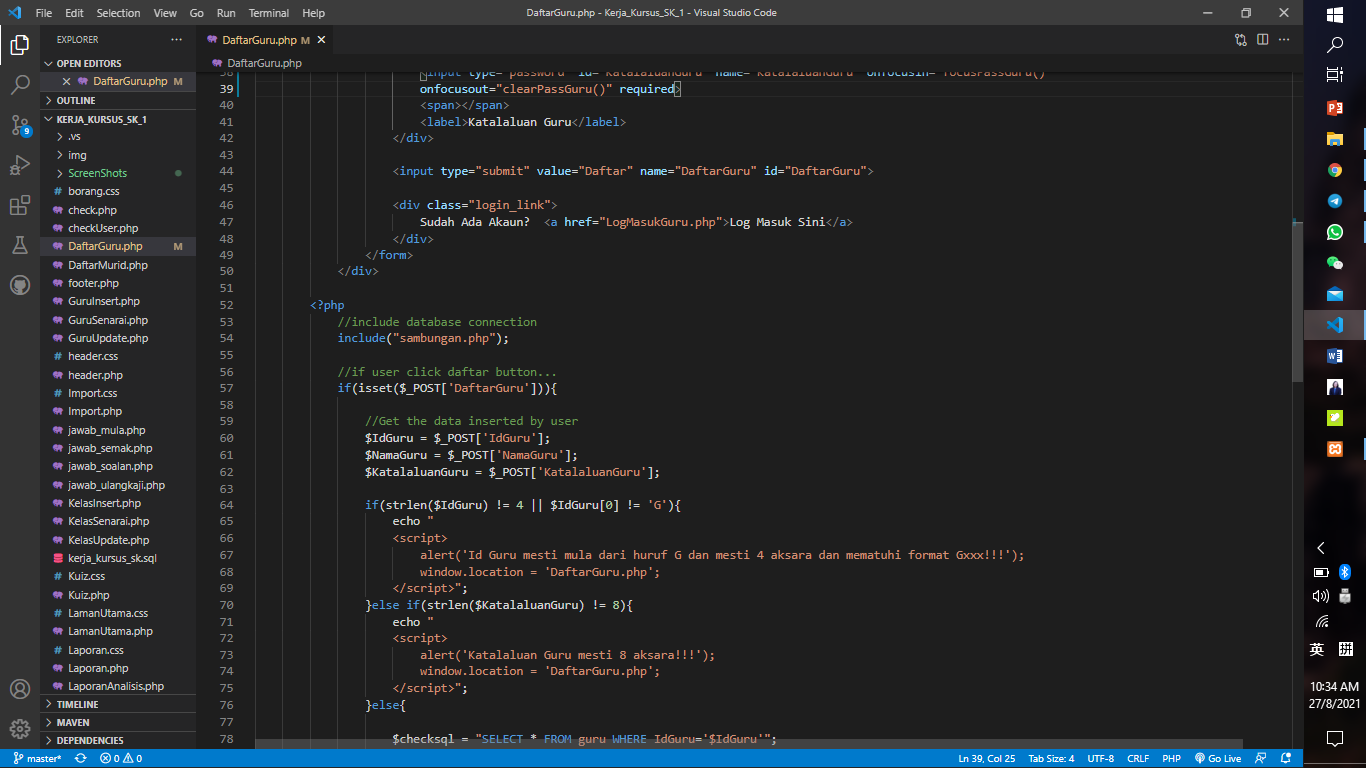 File Edit Selection View Go Run Terminal Help
DaftarGuru.php - Kerja_Kursus_SK_1 - Visual Studio Code
EXPLORER
OPEN EDITORS
DaftarGuru.php M
OUTLINE
KERJA_KURSUS_SK_1
.vs
img
ScreenShots
borang.css
check.php
checkUser.php
DaftarGuru.php M
DaftarMurid.php
footer.php
GuruInsert.php
GuruSenarai.php
GuruUpdate.php
header.css
header.php
Import.css
Import.php
jawab_mula.php
jawab_semak.php
jawab_soalan.php
jawab_ulangkaji.php
KelasInsert.php
KelasSenarai.php
KelasUpdate.php
kerja_kursus_sk.sql
Kuiz.css
Kuiz.php
LamanUtama.css
LamanUtama.php
Laporan.css
Laporan.php
LaporanAnalisis.php
TIMELINE
MAVEN
DEPENDENCIES
9
DaftarGuru.php M
DaftarGuru.php
38 <input type="password" id="KatalaluanGuru" name="KatalaluanGuru" onfocusin="focusPassGuru()"
39 onfocusout="clearPassGuru()" required>
40 <span></span>
41 <label>Katalaluan Guru</label>
42 </div>
43
44 <input type="submit" value="Daftar" name="DaftarGuru" id="DaftarGuru">
45
46 <div class="login_link">
47 Sudah Ada Akaun?  <a href="LogMasukGuru.php">Log Masuk Sini</a>
48 </div>
49 </form>
50 </div>
51
52 <?php
53 //include database connection
54 include("sambungan.php");
55
56 //if user click daftar button...
57 if(isset($_POST['DaftarGuru'])){
58
59 //Get the data inserted by user
60 $IdGuru = $_POST['IdGuru'];
61 $NamaGuru = $_POST['NamaGuru'];
62 $KatalaluanGuru = $_POST['KatalaluanGuru'];
63
64 if(strlen($IdGuru) != 4 || $IdGuru[0] != 'G'){
65 echo "
66 <script>
67 alert('Id Guru mesti mula dari huruf G dan mesti 4 aksara dan mematuhi format Gxxx!!!');
68 window.location = 'DaftarGuru.php';
69 </script>";
70 }else if(strlen($KatalaluanGuru) != 8){
71 echo "
72 <script>
73 alert('Katalaluan Guru mesti 8 aksara!!!');
74 window.location = 'DaftarGuru.php';
75 </script>";
76 }else{
77
78 $checksql = "SELECT * FROM guru WHERE IdGuru='$IdGuru'";
master* 0 0
Ln 39, Col 25 Tab Size: 4 UTF-8 CRLF PHP Go Live
英 拼
10:34 AM
27/8/2021